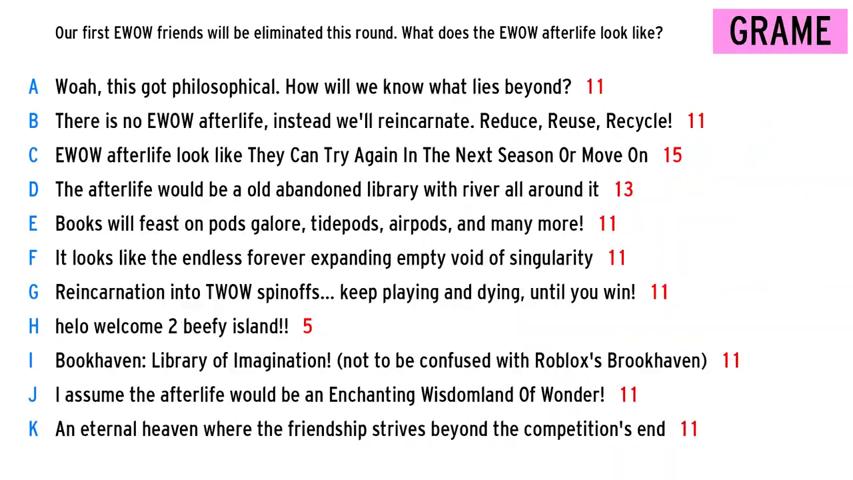 Our first EWOW friends will be eliminated this round. What does the EWOW afterlife look like?
GRAME
A Woah, this got philosophical. How will we know what lies beyond? 11
B There is no EWOW afterlife, instead we'll reincarnate. Reduce, Reuse, Recycle! 11
C EWOW afterlife look like They Can Try Again In The Next Season Or Move On 15
D The afterlife would be a old abandoned library with river all around it 13
E Books will feast on pods galore, tidepods, airpods, and many more! 11
F It looks like the endless forever expanding empty void of singularity 11
G Reincarnation into TWOW spinoffs... keep playing and dying, until you win! 11
H helo welcome 2 beefy island!! 5
I Bookhaven: Library of Imagination! (not to be confused with Roblox's Brookhaven) 11
J I assume the afterlife would be an Enchanting Wisdomland Of Wonder! 11
K An eternal heaven where the friendship strives beyond the competition's end 11